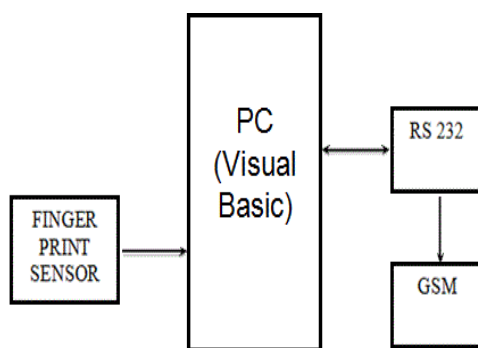 PC
(Visual
Basic)
RS 232
FINGER
PRINT
SENSOR
GSM